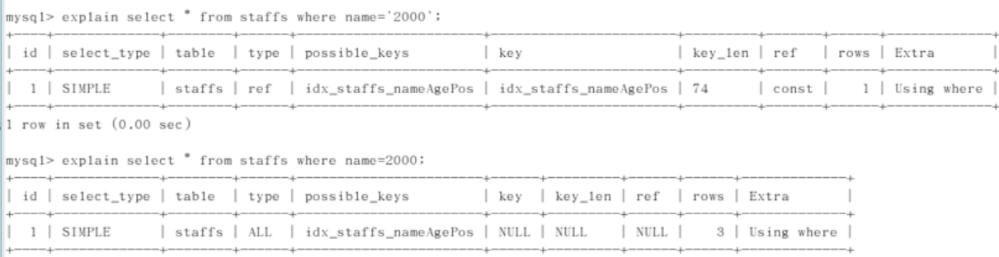 mysql> explain select * from staffs where name='2000';
+----+-------------+--------+------+-----------------------+-----------------------+---------+-------+------+-------------+
| id | select_type | table | type | possible_keys | key | key_len | ref | rows | Extra |
+----+-------------+--------+------+-----------------------+-----------------------+---------+-------+------+-------------+
| 1 | SIMPLE | staffs | ref | idx_staffs_nameAgePos | idx_staffs_nameAgePos | 74 | const | 1 | Using where |
+----+-------------+--------+------+-----------------------+-----------------------+---------+-------+------+-------------+
1 row in set (0.00 sec)
mysql> explain select * from staffs where name=2000;
+----+-------------+--------+------+-----------------------+------+---------+------+------+-------------+
| id | select_type | table | type | possible_keys | key | key_len | ref | rows | Extra |
+----+-------------+--------+------+-----------------------+------+---------+------+------+-------------+
| 1 | SIMPLE | staffs | ALL | idx_staffs_nameAgePos | NULL | NULL | NULL | 3 | Using where |
+----+-------------+--------+------+-----------------------+------+---------+------+------+-------------+